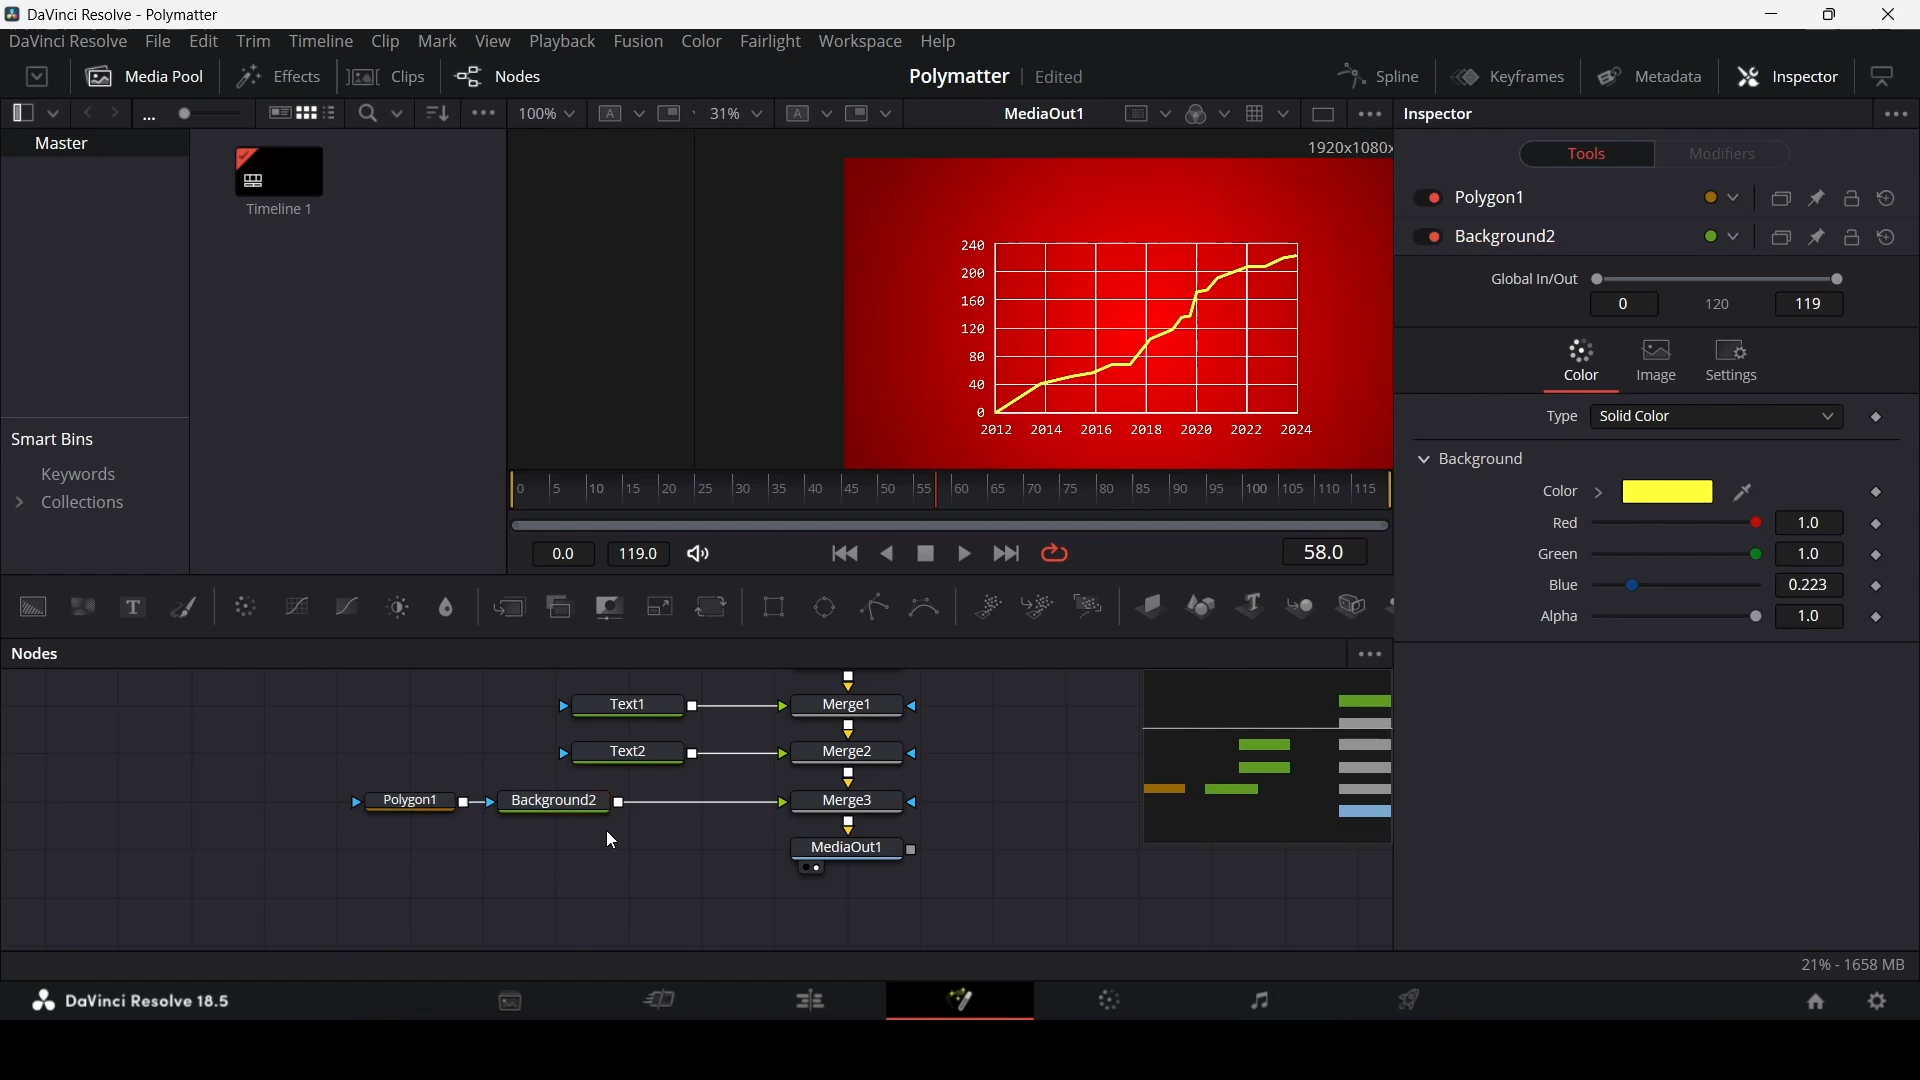 DaVinci Resolve - Polymatter
DaVinci Resolve File Edit Trim Timeline Clip Mark View Playback Fusion Color Fairlight Workspace Help
Media Pool Effects Clips Nodes Polymatter Edited Spline Keyframes Metadata Inspector
... 100% A 31% A MediaOut1 Inspector
Master
Timeline 1
Smart Bins
Keywords
Collections
1920x1080x
240
200
160
120
80
40
0
2012 2014 2016 2018 2020 2022 2024
0 5 10 15 20 25 30 35 40 45 50 55 60 65 70 75 80 85 90 95 100 105 110 115
0.0 119.0 58.0
Tools Modifiers
Polygon1
Background2
Global In/Out
0 120 119
Color Image Settings
Type Solid Color
Background
Color
Red 1.0
Green 1.0
Blue 0.223
Alpha 1.0
T T
Nodes
Text1 Merge1
Text2 Merge2
Polygon1 Background2 Merge3
MediaOut1
21% - 1658 MB
DaVinci Resolve 18.5